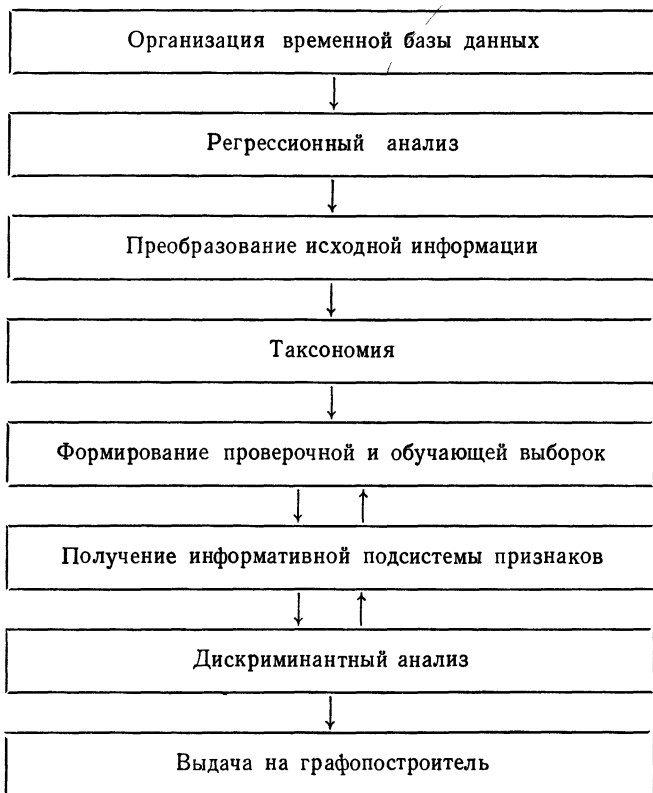 Организация временной базы данных
Регрессионный анализ
Преобразование исходной информации
Таксономия
Формирование проверочной и обучающей выборок
Получение информативной подсистемы признаков
Дискриминантный анализ
Выдача на графопостроитель